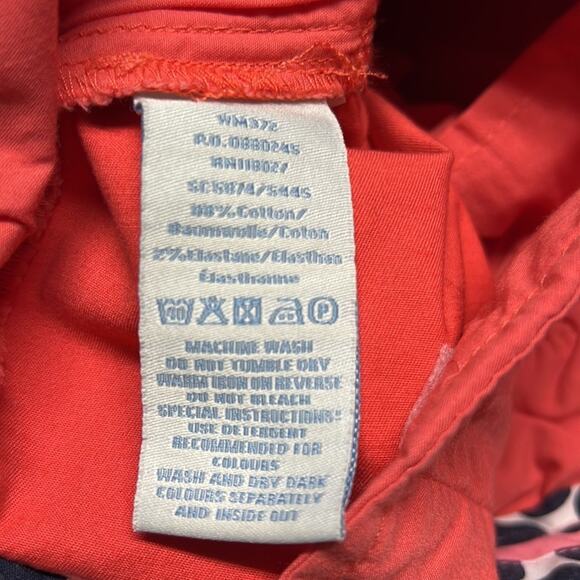 WM372
P.O. 0880245
RN118027
SC5874/5445
98%Cotton/
Baumwolle/Coton
2%Elastane/Elasthan
Élasthanne
40 P
MACHINE WASH
DO NOT TUMBLE DRY
WARM IRON ON REVERSE
DO NOT BLEACH
SPECIAL INSTRUCTIONS:
USE DETERGENT
RECOMMENDED FOR
COLOURS
WASH AND DRY DARK
COLOURS SEPARATELY
AND INSIDE OUT